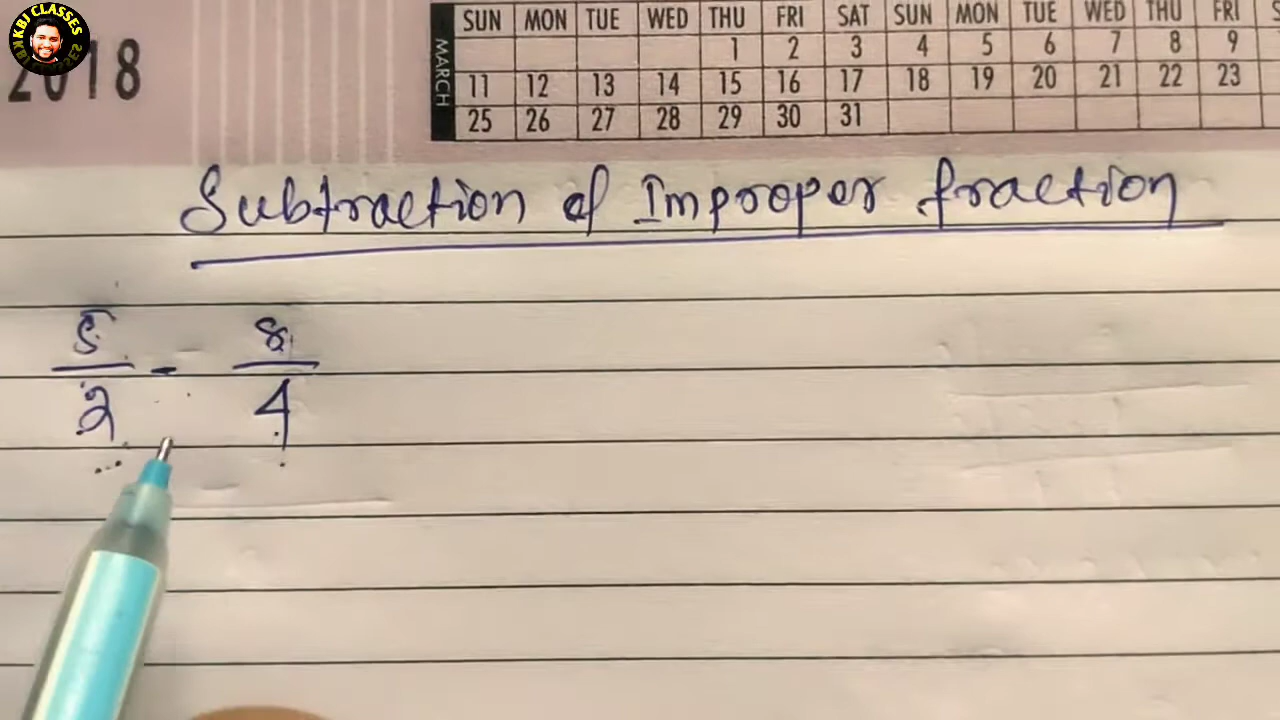 KBJ CLASSES
2018
MARCH
SUN MON TUE WED THU FRI SAT SUN MON TUE WED THU FRI S
1 2 3 4 5 6 7 8 9
11 12 13 14 15 16 17 18 19 20 21 22 23
25 26 27 28 29 30 31
Subtraction of Improper fraction
5/2 - 8/4